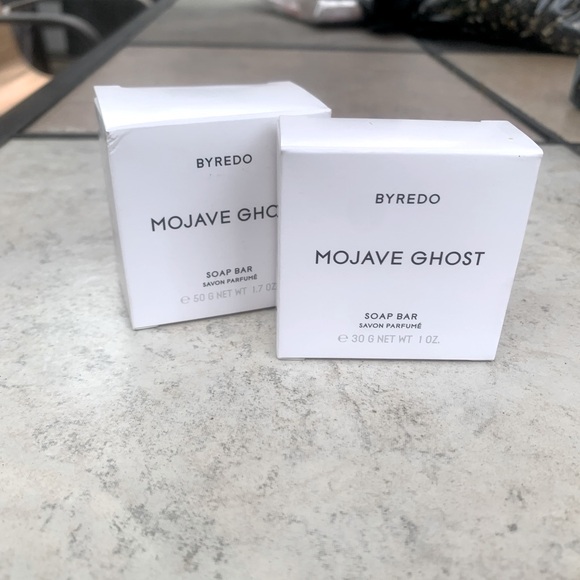 BYREDO
MOJAVE GHO
SOAP BAR
SAVON PARFUMÉ
℮ 50 G NET WT 1.7 OZ
BYREDO
MOJAVE GHOST
SOAP BAR
SAVON PARFUMÉ
℮ 30 G NET WT 1 OZ.